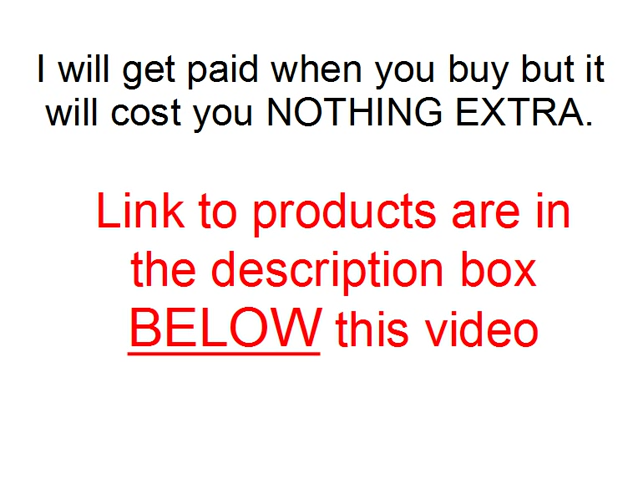 I will get paid when you buy but it
will cost you NOTHING EXTRA.
Link to products are in
the description box
BELOW this video